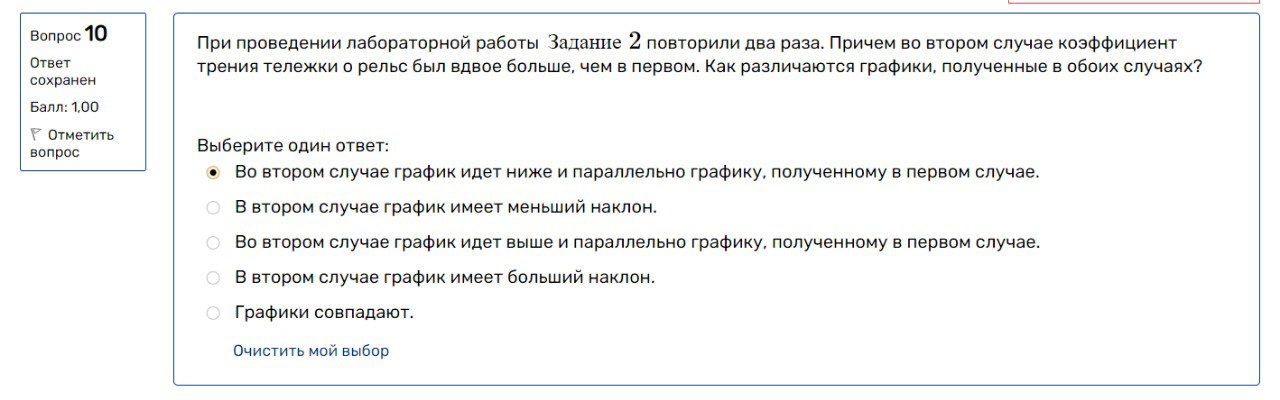 Вопрос 10
Ответ
сохранен
Балл: 1,00
Отметить
вопрос
При проведении лабораторной работы Задание 2 повторили два раза. Причем во втором случае коэффициент
трения тележки о рельс был вдвое больше, чем в первом. Как различаются графики, полученные в обоих случаях?
Выберите один ответ:
Во втором случае график идет ниже и параллельно графику, полученному в первом случае.
В втором случае график имеет меньший наклон.
Во втором случае график идет выше и параллельно графику, полученному в первом случае.
В втором случае график имеет больший наклон.
Графики совпадают.
Очистить мой выбор